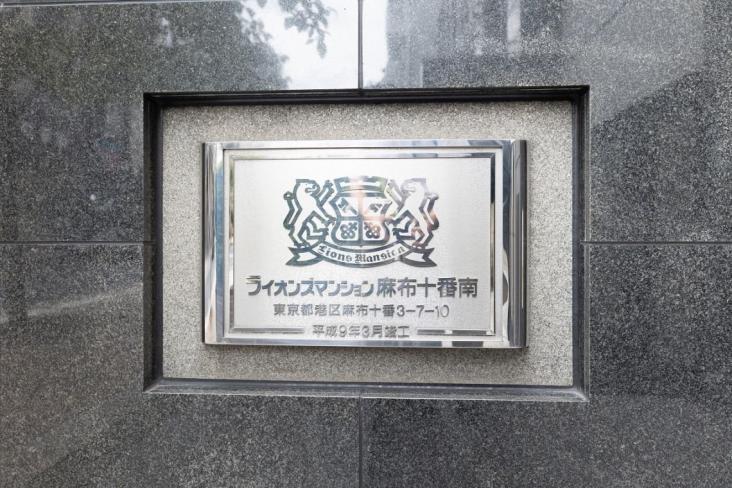 Lions Mansion
ライオンズマンション麻布十番南
東京都港区麻布十番3-7-10
平成9年3月竣工